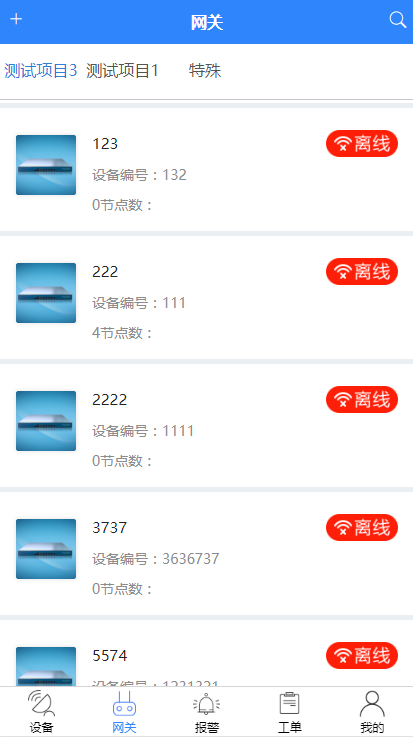 网关
测试项目3 测试项目1 特殊
123 离线
设备编号：132
0节点数：
222 离线
设备编号：111
4节点数：
2222 离线
设备编号：1111
0节点数：
3737 离线
设备编号：3636737
0节点数：
5574 离线
设备编号：1231321
设备 网关 报警 工单 我的